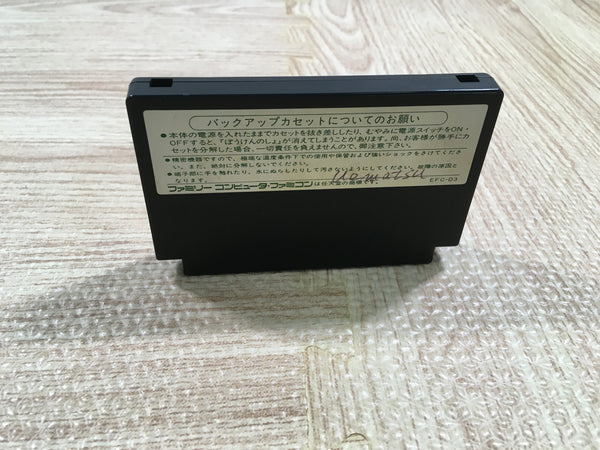 バックアップカセットについてのお願い
●本体の電源を入れたままでカセットを抜き差ししたり、むやみに電源スイッチをON・
OFFすると、「ぼうけんのしょ」が消えてしまうことがあります。尚、お客様が勝手にカ
セットを分解した場合、一切責任を負えませんので、御注意下さい。
●精密機器ですので、極端な温度条件下での使用や保管および強いショックをさけてくださ
い。また、絶対に分解しないでください。
●端子部に手を触れたり、水にぬらしたりして汚さないようにしてください。故障の原因と
なります。
ファミリーコンピュータ・ファミコンは任天堂の商標です。
EFC-D3
uematsu